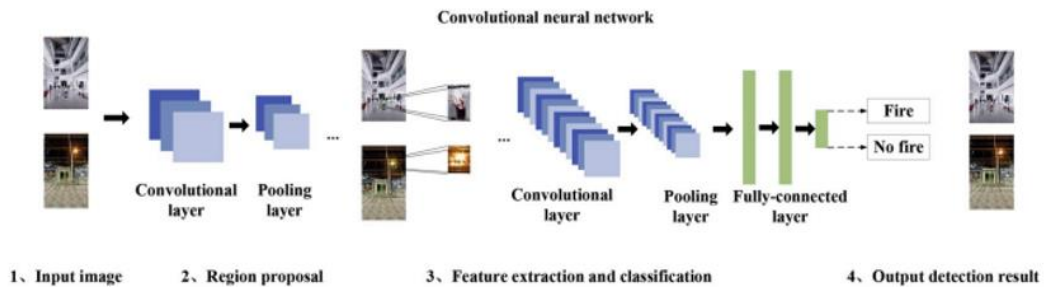 Convolutional neural network
...
...
Fire
No fire
Convolutional
layer
Pooling
layer
Convolutional
layer
Pooling
layer
Fully-connected
layer
1、Input image
2、Region proposal
3、Feature extraction and classification
4、Output detection result